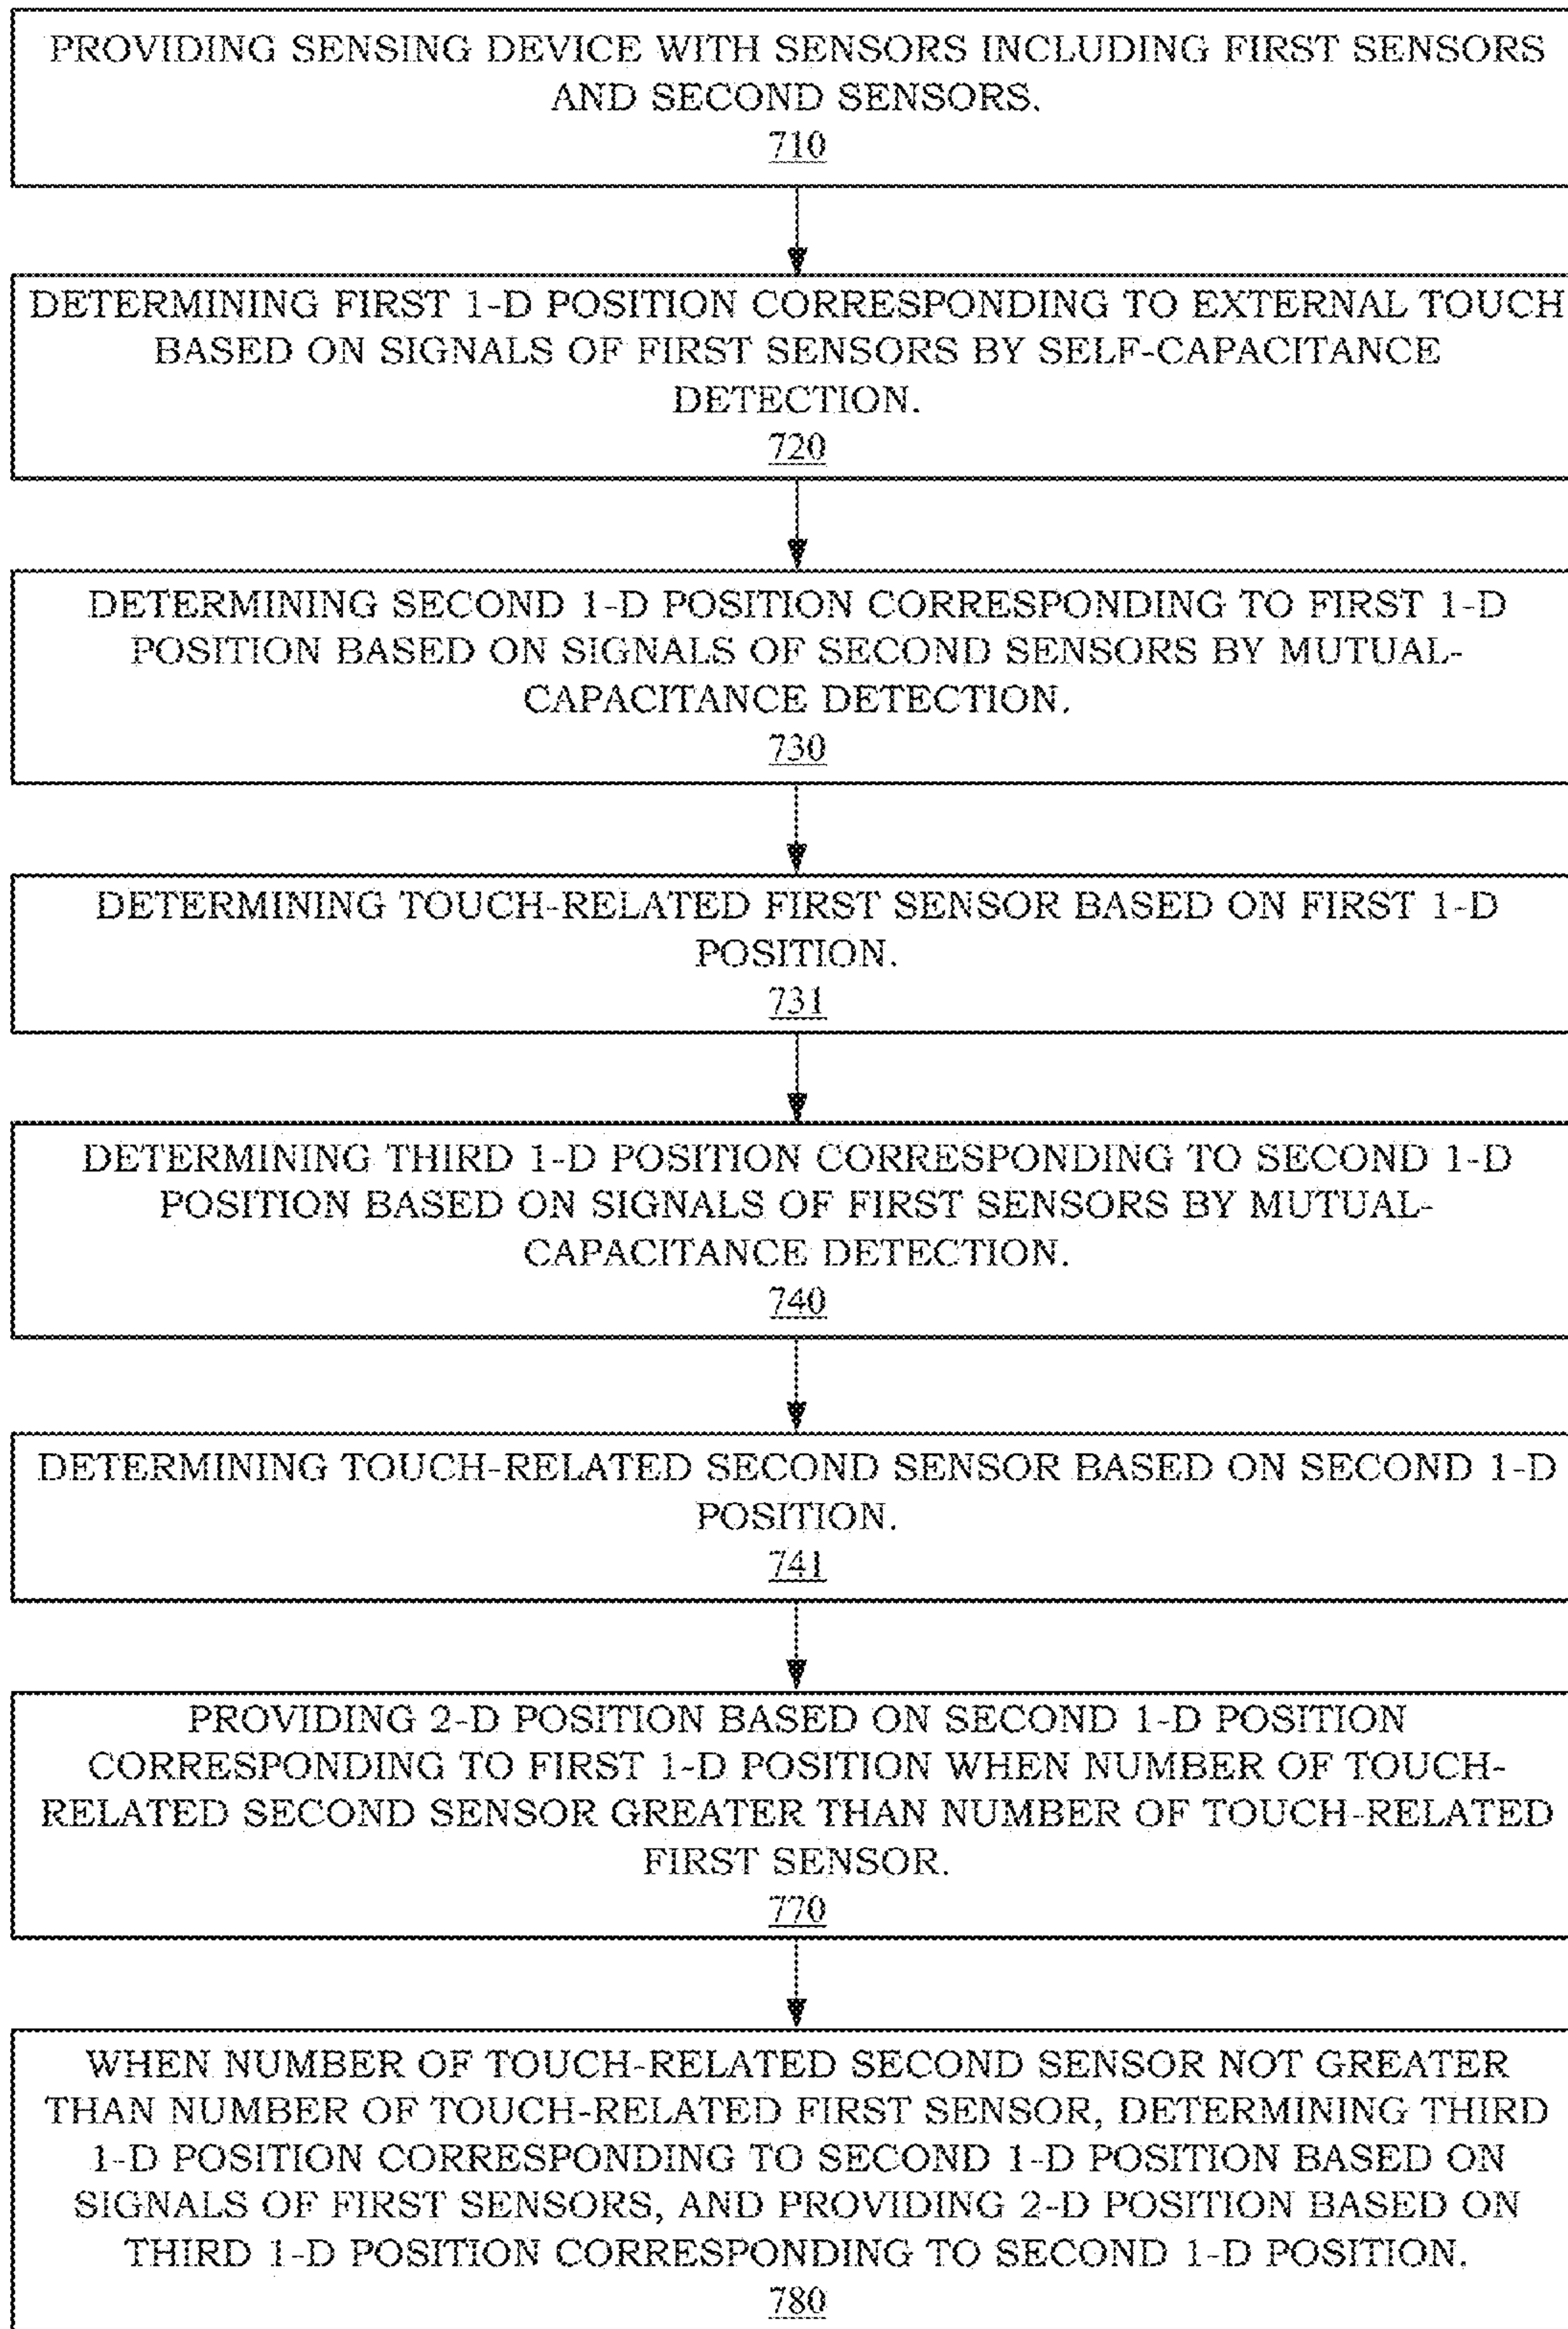 PROVIDING SENSING DEVICE WITH SENSORS INCLUDING FIRST SENSORS
AND SECOND SENSORS.
710
DETERMINING FIRST 1-D POSITION CORRESPONDING TO EXTERNAL TOUCH
BASED ON SIGNALS OF FIRST SENSORS BY SELF-CAPACITANCE
DETECTION.
720
DETERMINING SECOND 1-D POSITION CORRESPONDING TO FIRST 1-D
POSITION BASED ON SIGNALS OF SECOND SENSORS BY MUTUAL-
CAPACITANCE DETECTION.
730
DETERMINING TOUCH-RELATED FIRST SENSOR BASED ON FIRST 1-D
POSITION.
731
DETERMINING THIRD 1-D POSITION CORRESPONDING TO SECOND 1-D
POSITION BASED ON SIGNALS OF FIRST SENSORS BY MUTUAL-
CAPACITANCE DETECTION.
740
DETERMINING TOUCH-RELATED SECOND SENSOR BASED ON SECOND 1-D
POSITION.
741
PROVIDING 2-D POSITION BASED ON SECOND 1-D POSITION
CORRESPONDING TO FIRST 1-D POSITION WHEN NUMBER OF TOUCH-
RELATED SECOND SENSOR GREATER THAN NUMBER OF TOUCH-RELATED
FIRST SENSOR.
770
WHEN NUMBER OF TOUCH-RELATED SECOND SENSOR NOT GREATER
THAN NUMBER OF TOUCH-RELATED FIRST SENSOR, DETERMINING THIRD
1-D POSITION CORRESPONDING TO SECOND 1-D POSITION BASED ON
SIGNALS OF FIRST SENSORS, AND PROVIDING 2-D POSITION BASED ON
THIRD 1-D POSITION CORRESPONDING TO SECOND 1-D POSITION.
780